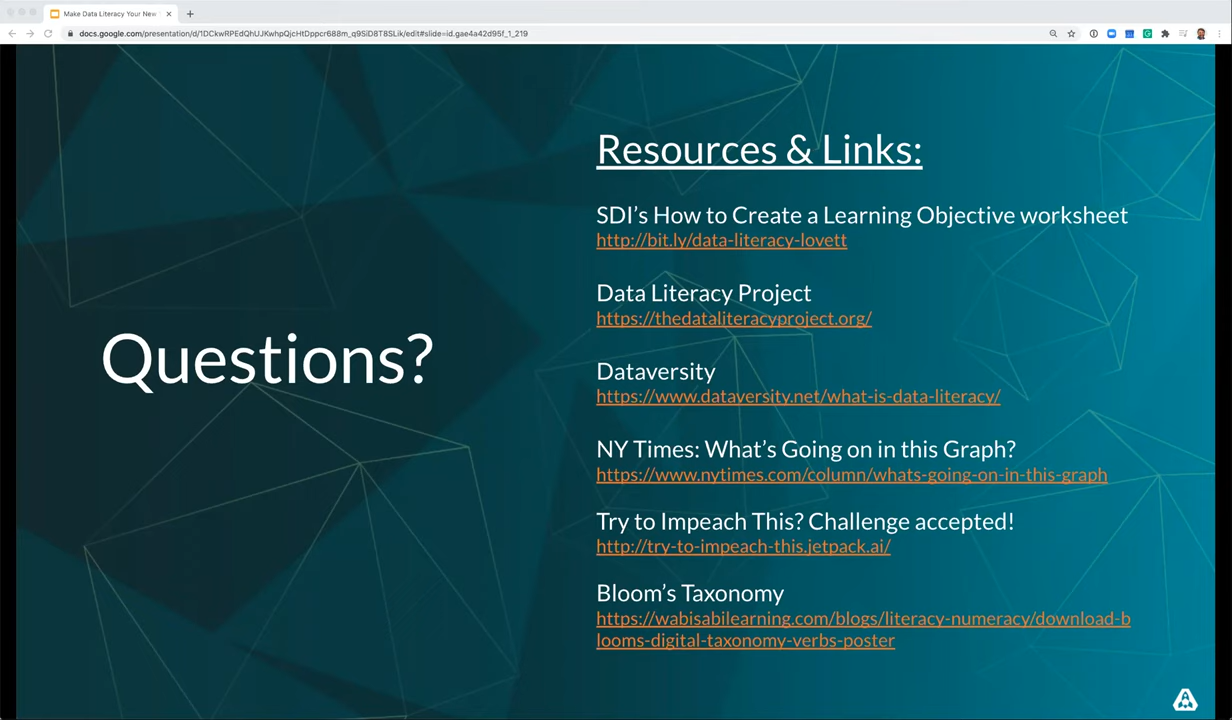 Make Data Literacy Your New
docs.google.com/presentation/d/1DCkwRPEdQhUJKwhpQjcHtDppcr688m_q9SiD8T8SLik/edit#slide=id.gae4a42d95f_1_219
Questions?
Resources & Links:
SDI’s How to Create a Learning Objective worksheet
http://bit.ly/data-literacy-lovett
Data Literacy Project
https://thedataliteracyproject.org/
Dataversity
https://www.dataversity.net/what-is-data-literacy/
NY Times: What’s Going on in this Graph?
https://www.nytimes.com/column/whats-going-on-in-this-graph
Try to Impeach This? Challenge accepted!
http://try-to-impeach-this.jetpack.ai/
Bloom’s Taxonomy
https://wabisabilearning.com/blogs/literacy-numeracy/download-b
looms-digital-taxonomy-verbs-poster